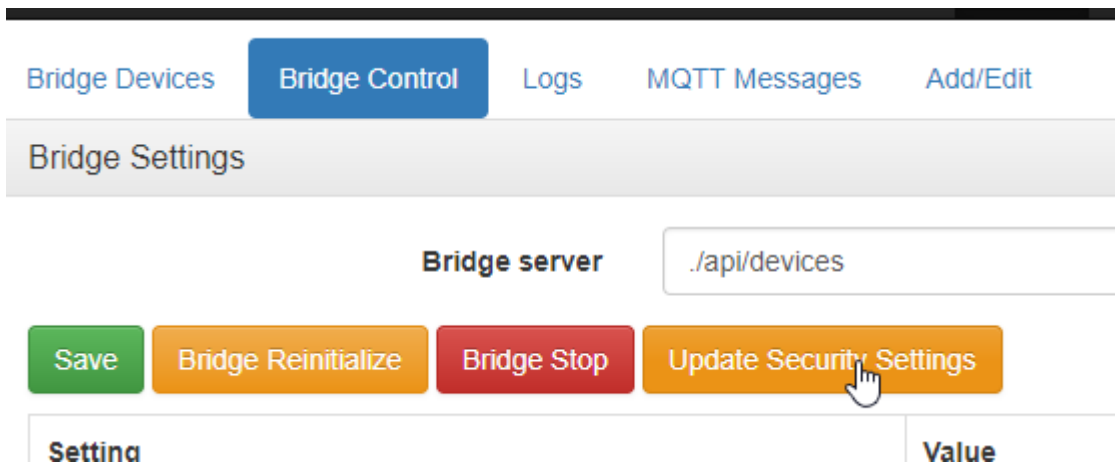 Bridge Devices Bridge Control Logs MQTT Messages Add/Edit
Bridge Settings
Bridge server ./api/devices
Save Bridge Reinitialize Bridge Stop Update Security Settings
Setting Value